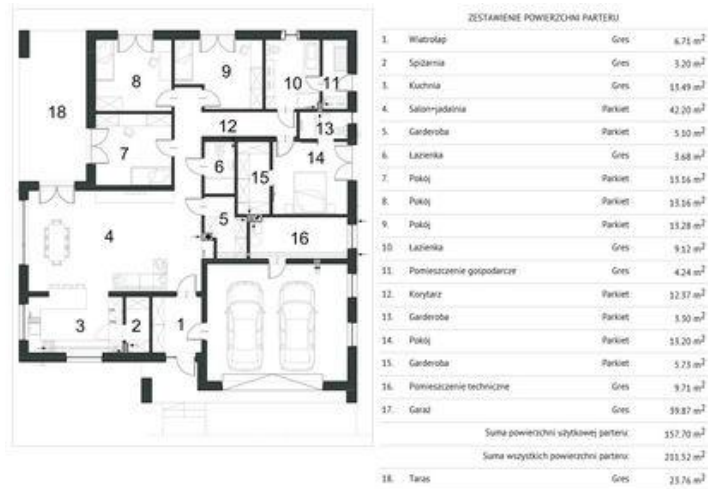 ZESTAWIENIE POWIERZCHNI PARTERU
1. Wiatrołap Gres 6.71 m²
2 Spiżarnia Gres 3.20 m²
3. Kuchnia Gres 13.49 m²
4. Salon+jadalnia Parkiet 42.20 m²
5. Garderoba Parkiet 5.10 m²
6. Łazienka Gres 3.68 m²
7. Pokój Parkiet 13.16 m²
8. Pokój Parkiet 13.16 m²
9. Pokój Parkiet 13.28 m²
10. Łazienka Gres 9.12 m²
11. Pomieszczenie gospodarcze Gres 4.24 m²
12. Korytarz Parkiet 12.37 m²
13. Garderoba Parkiet 3.30 m²
14. Pokój Parkiet 13.20 m²
15. Garderoba Parkiet 5.73 m²
16. Pomieszczenie techniczne Gres 9.71 m²
17. Garaż Gres 39.87 m²
Suma powierzchni użytkowej parteru: 157.70 m²
Suma wszystkich powierzchni parteru: 211.52 m²
18. Taras Gres 23.76 m²
8
9
10
11
18
12
13
7
6
14
15
5
4
16
3
2
1